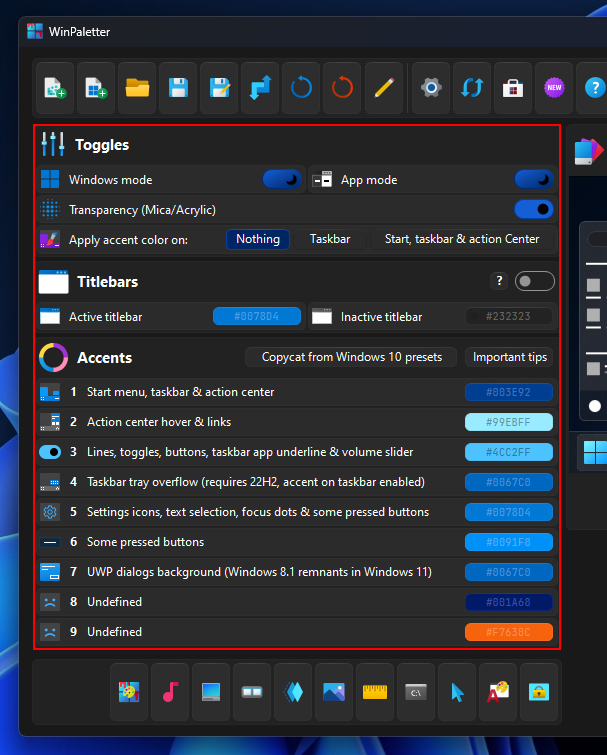 WinPaletter
NEW
?
Toggles
Windows mode
App mode
Transparency (Mica/Acrylic)
Apply accent color on:
Nothing
Taskbar
Start, taskbar & action Center
Titlebars
?
Active titlebar
#0078D4
Inactive titlebar
#232323
Accents
Copycat from Windows 10 presets
Important tips
1 Start menu, taskbar & action center
#003E92
2 Action center hover & links
#99EBFF
3 Lines, toggles, buttons, taskbar app underline & volume slider
#4CC2FF
4 Taskbar tray overflow (requires 22H2, accent on taskbar enabled)
#0067C0
5 Settings icons, text selection, focus dots & some pressed buttons
#0078D4
6 Some pressed buttons
#0091F8
7 UWP dialogs background (Windows 8.1 remnants in Windows 11)
#0067C0
8 Undefined
#001A68
9 Undefined
#F7630C
C:\
A